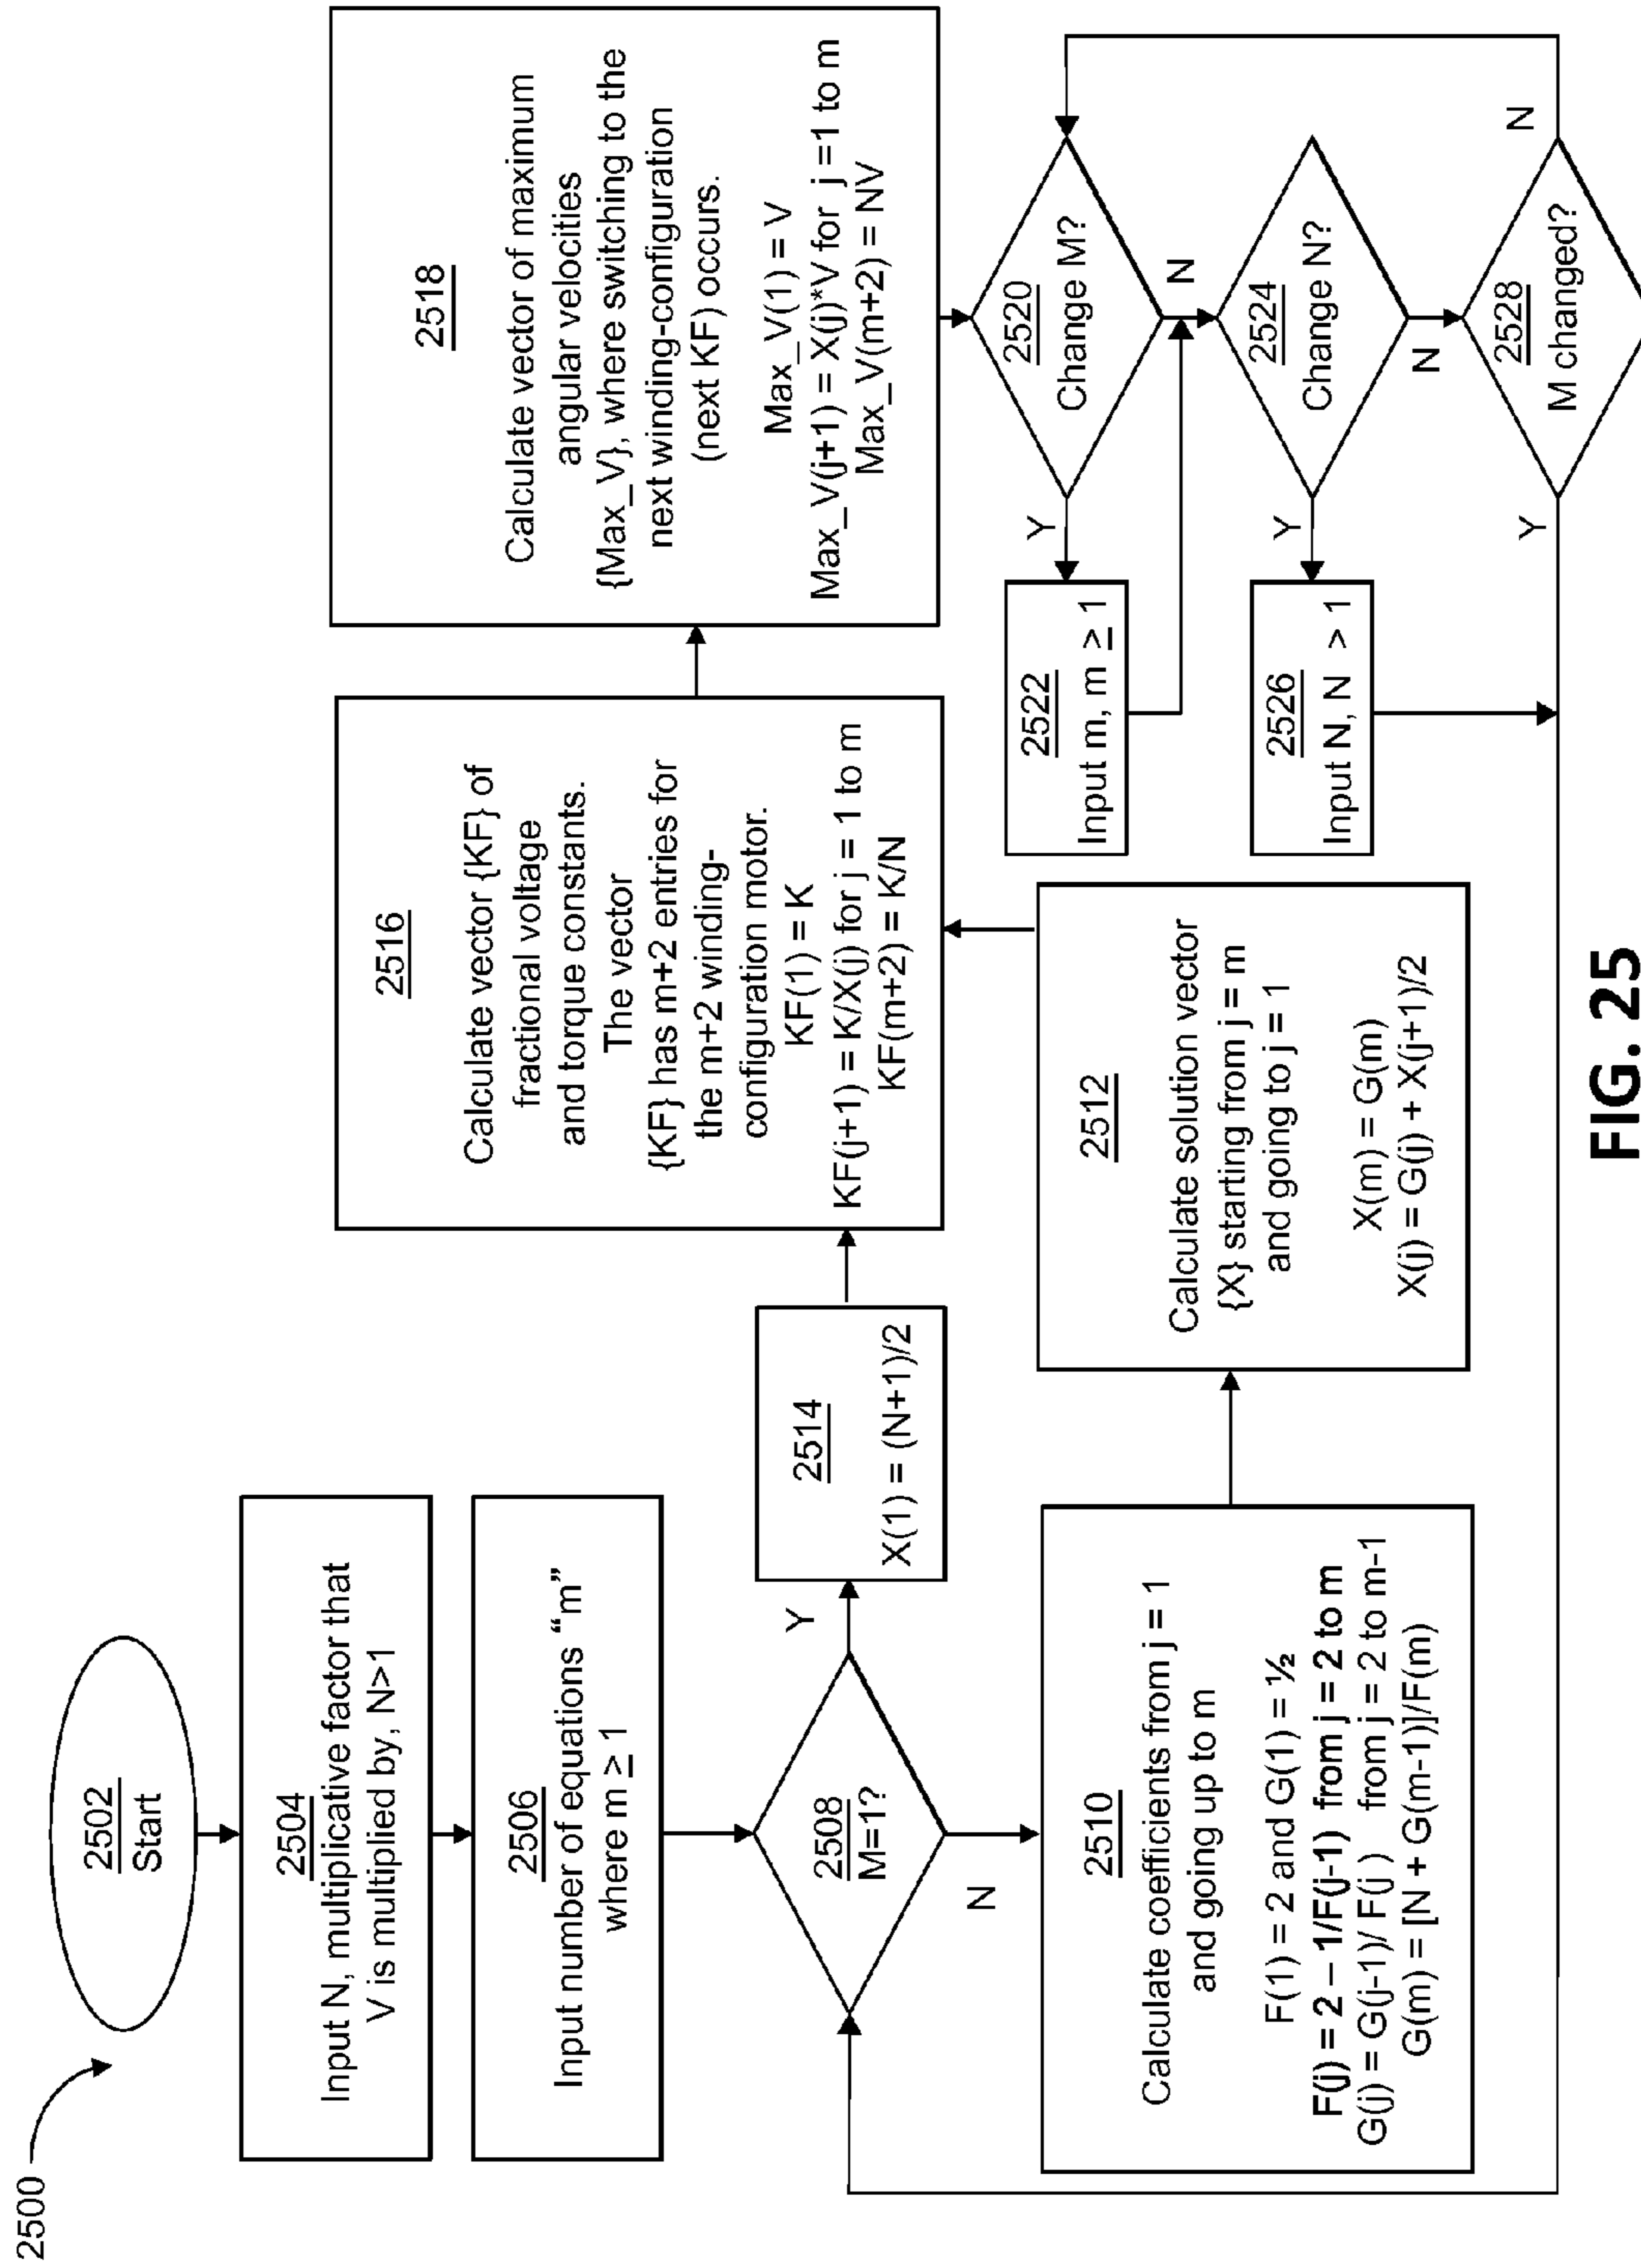 2500
2502
Start
2504
Input N, multiplicative factor that
V is multiplied by, N>1
2506
Input number of equations “m”
where m ≥ 1
2508
M=1?
Y
N
2510
Calculate coefficients from j = 1
and going up to m
F(1) = 2 and G(1) = ½
F(j) = 2 – 1/F(j-1) from j = 2 to m
G(j) = G(j-1)/ F(j ) from j = 2 to m-1
G(m) = [N + G(m-1)]/F(m)
2514
X(1) = (N+1)/2
2512
Calculate solution vector
{X} starting from j = m
and going to j = 1
X(m) = G(m)
X(j) = G(j) + X(j+1)/2
2516
Calculate vector {KF} of
fractional voltage
and torque constants.
The vector
{KF} has m+2 entries for
the m+2 winding-
configuration motor.
KF(1) = K
KF(j+1) = K/X(j) for j = 1 to m
KF(m+2) = K/N
2518
Calculate vector of maximum
angular velocities
{Max_V}, where switching to the
next winding-configuration
(next KF) occurs.
Max_V(1) = V
Max_V(j+1) = X(j)*V for j =1 to m
Max_V(m+2) = NV
2520
Change M?
Y
N
2522
Input m, m ≥ 1
2524
Change N?
Y
N
2526
Input N, N > 1
2528
M changed?
Y
N
FIG. 25